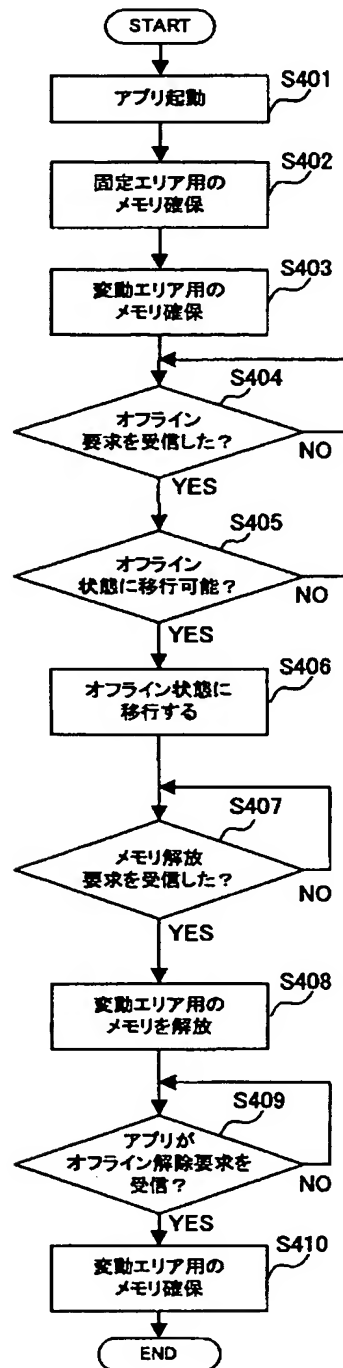 START
アプリ起動
S401
固定エリア用の
メモリ確保
S402
変動エリア用の
メモリ確保
S403
オフライン
要求を受信した？
S404
NO
YES
オフライン
状態に移行可能？
S405
NO
YES
オフライン状態に
移行する
S406
メモリ解放
要求を受信した？
S407
NO
YES
変動エリア用の
メモリを解放
S408
アプリが
オフライン解除要求を
受信？
S409
NO
YES
変動エリア用の
メモリ確保
S410
END